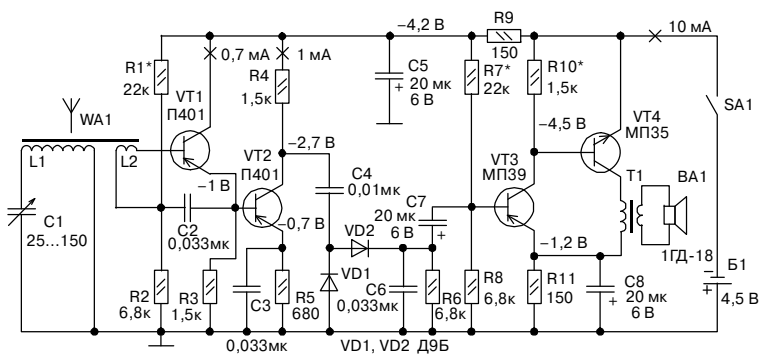 −4,2 В
R9
150
10 мА
R1*
22к
0,7 мА
1 мА
R4
1,5к
C5
20 мк
6 В
R7*
22к
R10*
1,5к
SA1
WA1
VT1
П401
VT4
МП35
−4,5 В
L1
L2
VT2
П401
−2,7 В
C4
0,01мк
VT3
МП39
T1
BA1
−1 В
C1
25...150
C2
0,033мк
−0,7 В
C7
20 мк
6 В
VD2
−1,2 В
1ГД-18
Б1
4,5 В
R2
6,8к
R3
1,5к
C3
0,033мк
R5
680
VD1
C6
0,033мк
R6
6,8к
R8
6,8к
R11
150
C8
20 мк
6 В
VD1, VD2 Д9Б
+
+
+
−
+